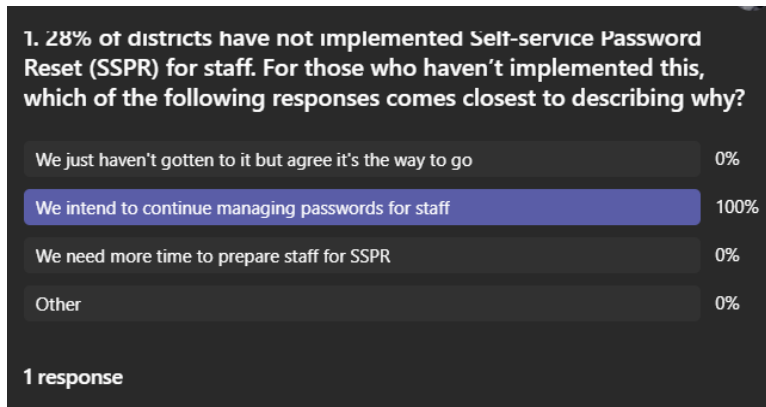 1. 28% of districts have not implemented Self-service Password
Reset (SSPR) for staff. For those who haven't implemented this,
which of the following responses comes closest to describing why?
We just haven't gotten to it but agree it's the way to go
0%
We intend to continue managing passwords for staff
100%
We need more time to prepare staff for SSPR
0%
Other
0%
1 response